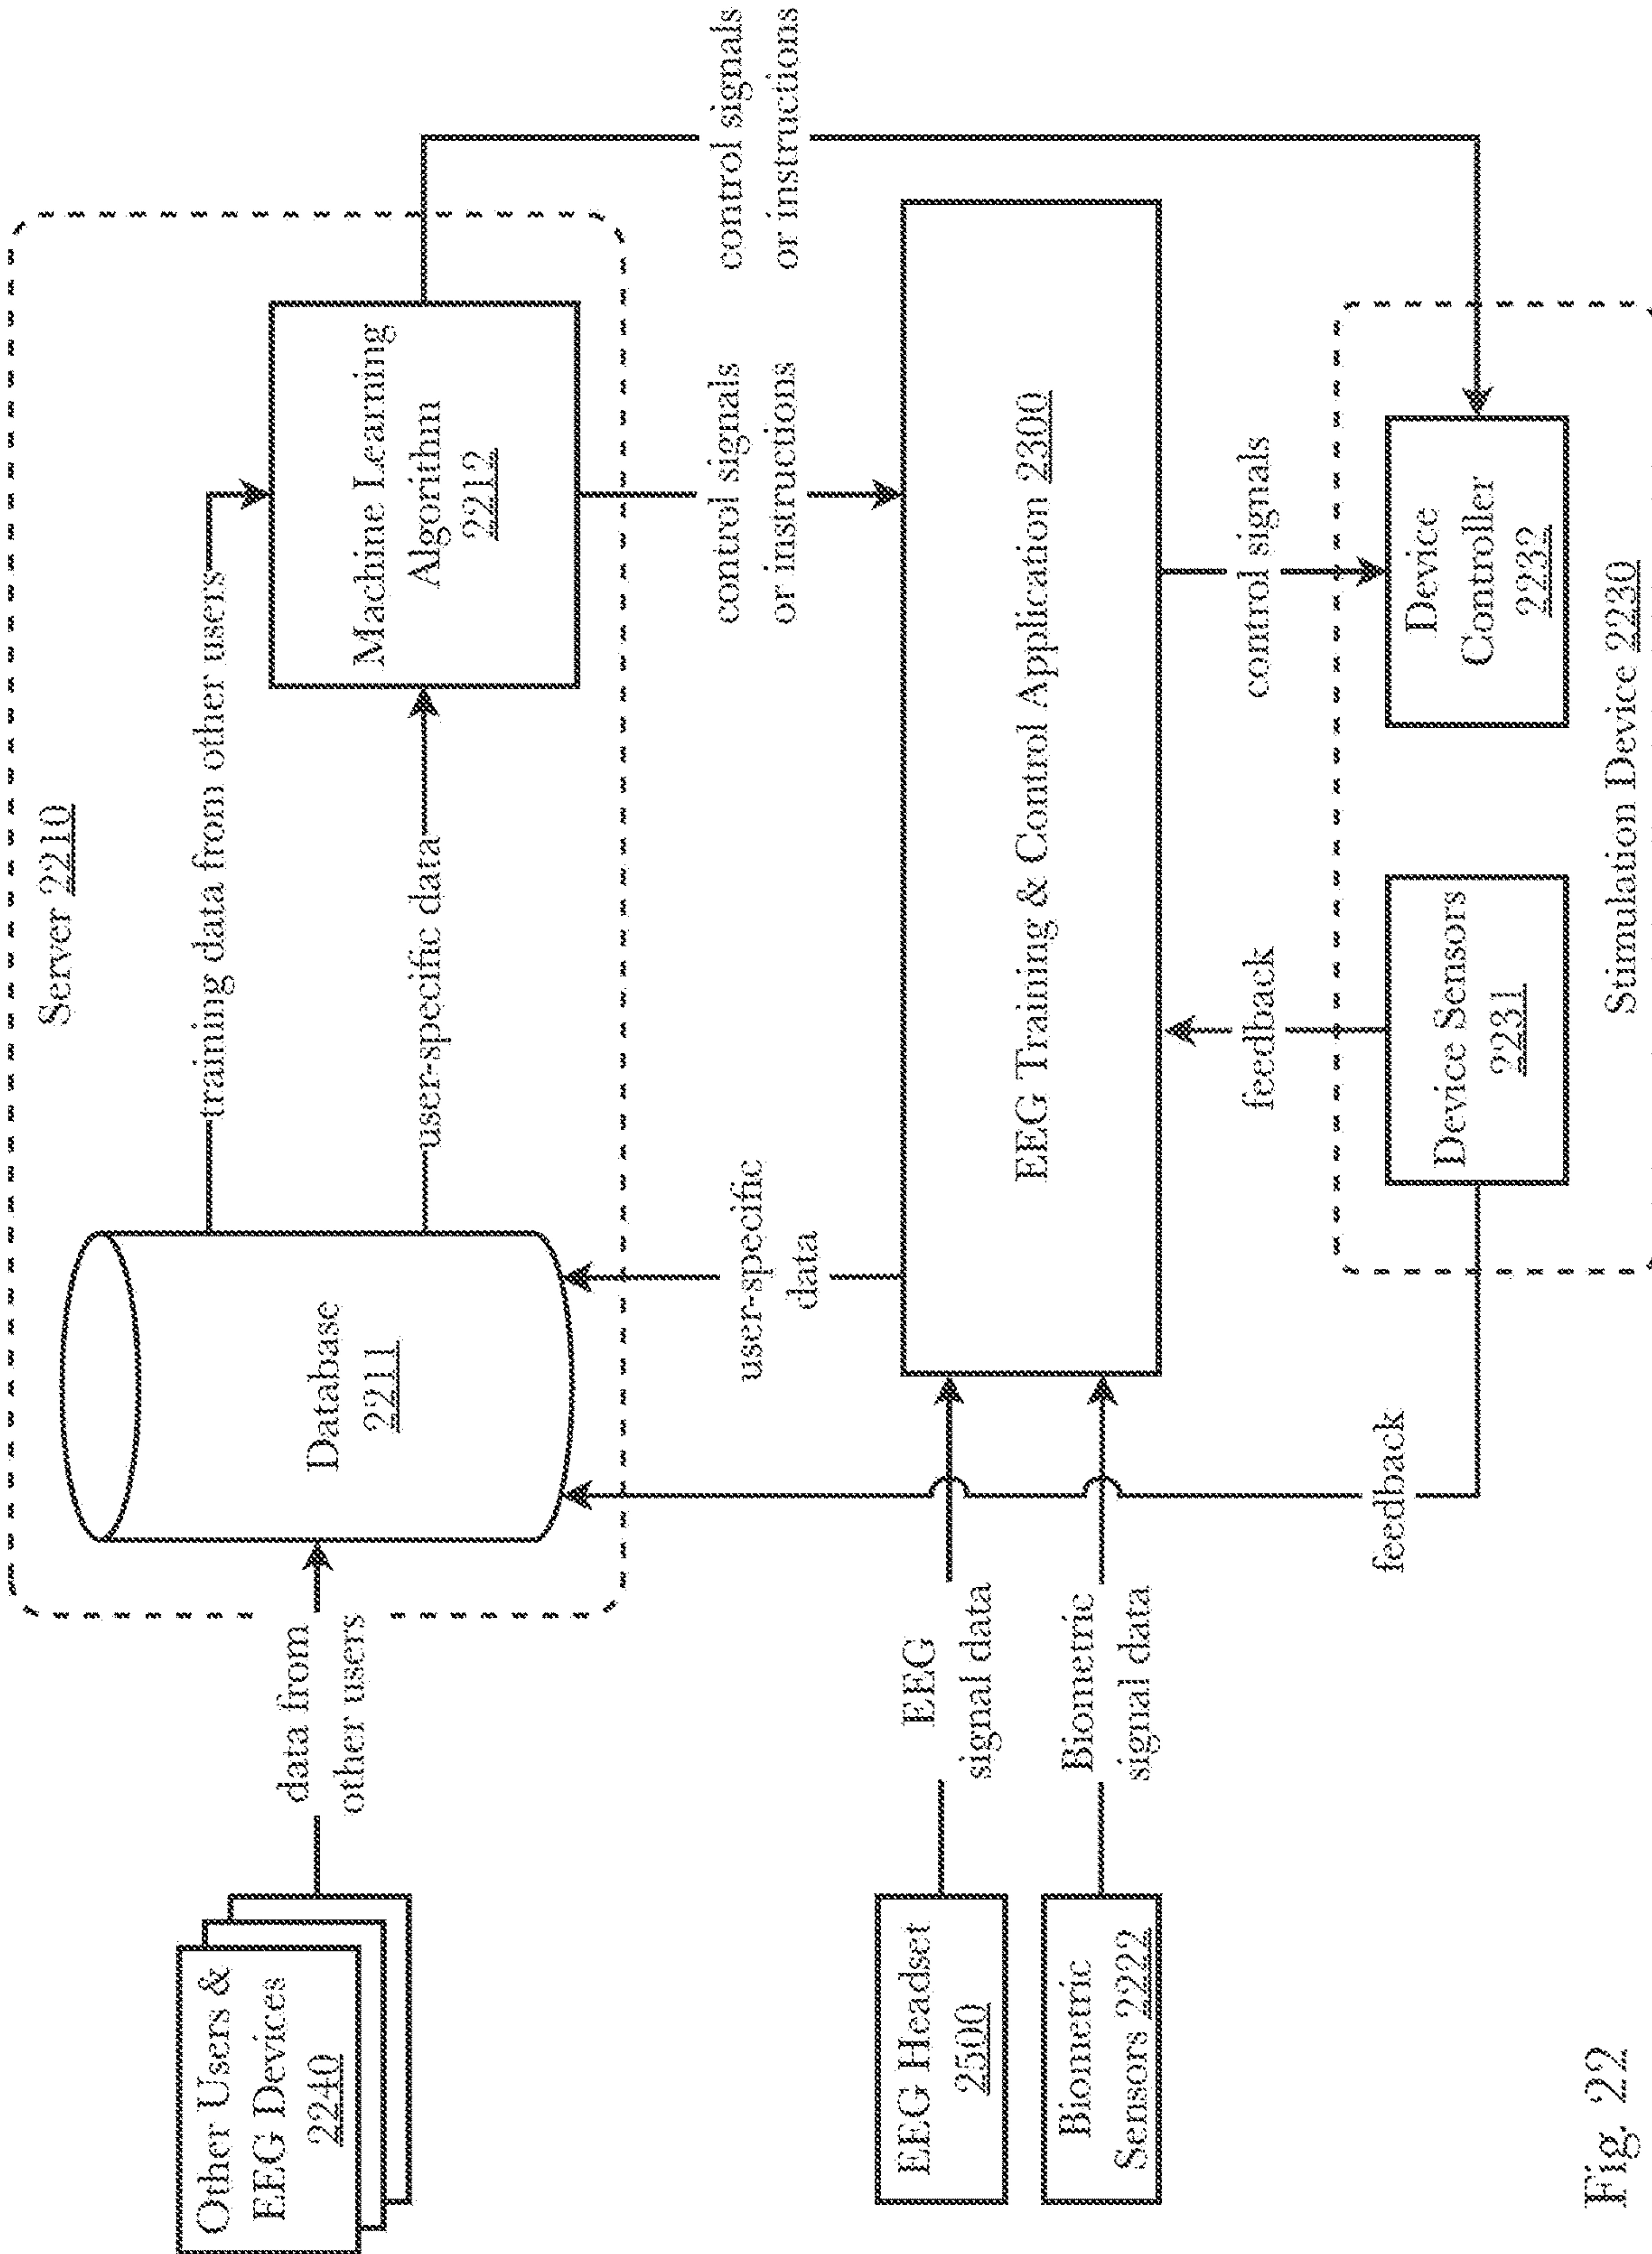 Server 2210
Other Users &
EEG Devices
2240
data from
other users
Database
2211
training data from other users
user-specific data
Machine Learning
Algorithm
2212
user-specific
data
control signals
or instructions
control signals
or instructions
EEG Headset
2500
EEG
signal data
Biometric
Sensors 2222
Biometric
signal data
EEG Training & Control Application 2300
feedback
feedback
control signals
Device Sensors
2231
Device
Controller
2232
Stimulation Device 2230
Fig. 22